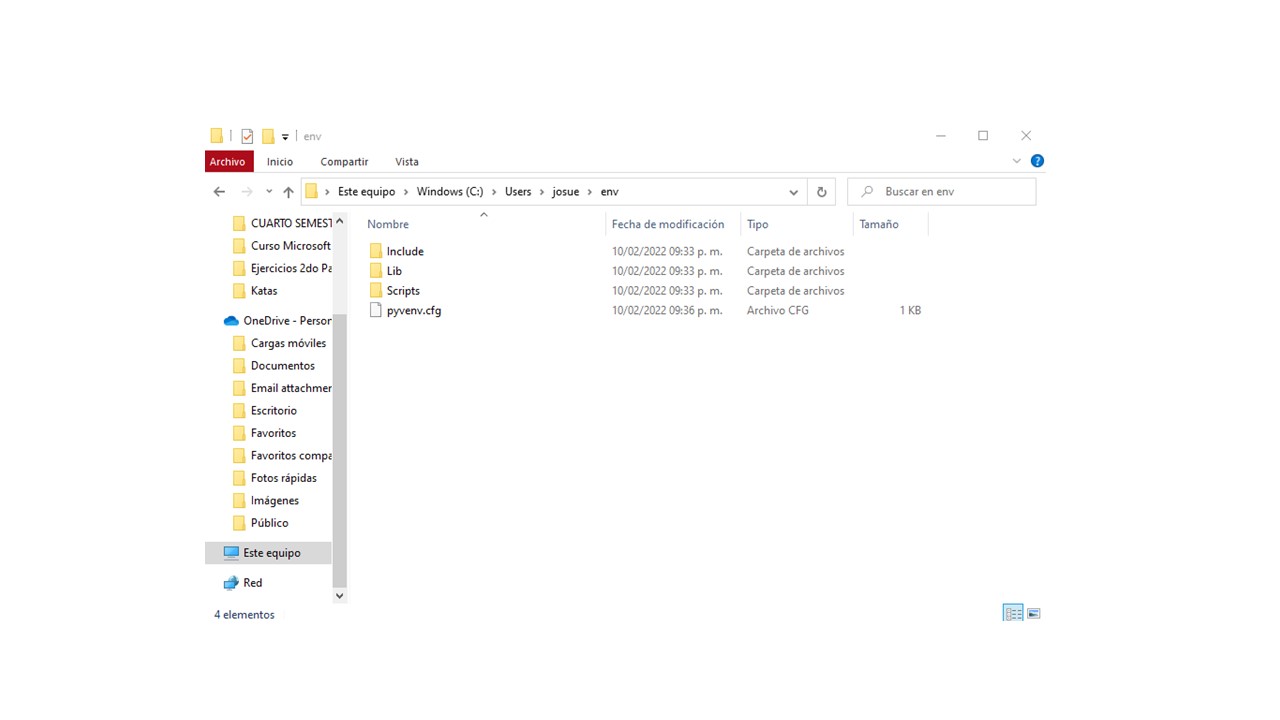 env
Archivo Inicio Compartir Vista
Este equipo Windows (C:) Users josue env
Buscar en env
CUARTO SEMEST
Curso Microsoft
Ejercicios 2do Pa
Katas
OneDrive - Person
Cargas móviles
Documentos
Email attachmen
Escritorio
Favoritos
Favoritos compa
Fotos rápidas
Imágenes
Público
Este equipo
Red
Nombre Fecha de modificación Tipo Tamaño
Include 10/02/2022 09:33 p. m. Carpeta de archivos
Lib 10/02/2022 09:33 p. m. Carpeta de archivos
Scripts 10/02/2022 09:33 p. m. Carpeta de archivos
pyvenv.cfg 10/02/2022 09:36 p. m. Archivo CFG 1 KB
4 elementos